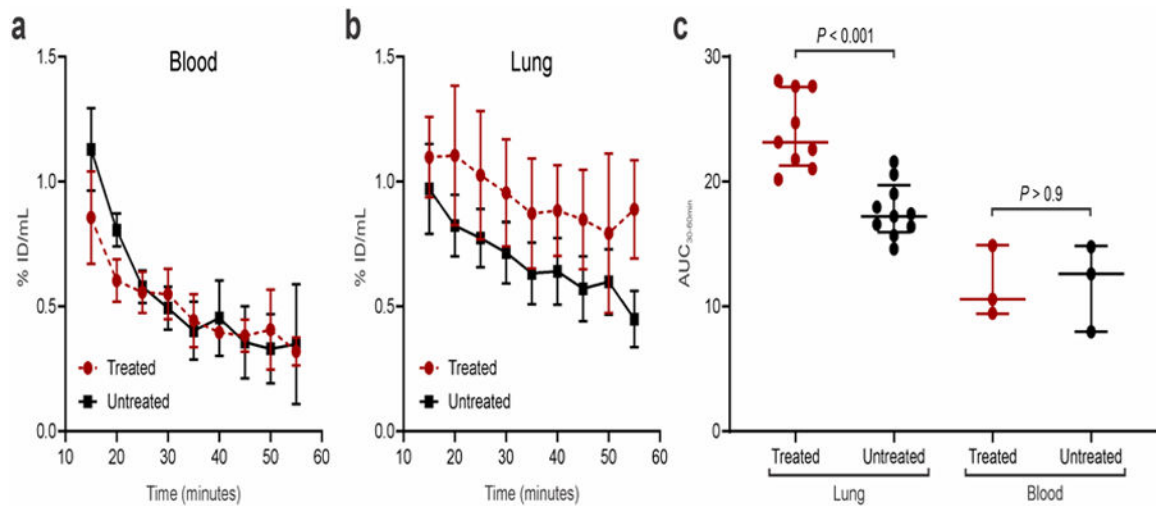 a
Blood
% ID/mL
1.5
1.0
0.5
0.0
Treated
Untreated
10 20 30 40 50 60
Time (minutes)
b
Lung
% ID/mL
1.5
1.0
0.5
0.0
Treated
Untreated
10 20 30 40 50 60
Time (minutes)
c
P < 0.001
P > 0.9
AUC30-60min
30
20
10
0
Treated Untreated Treated Untreated
Lung Blood